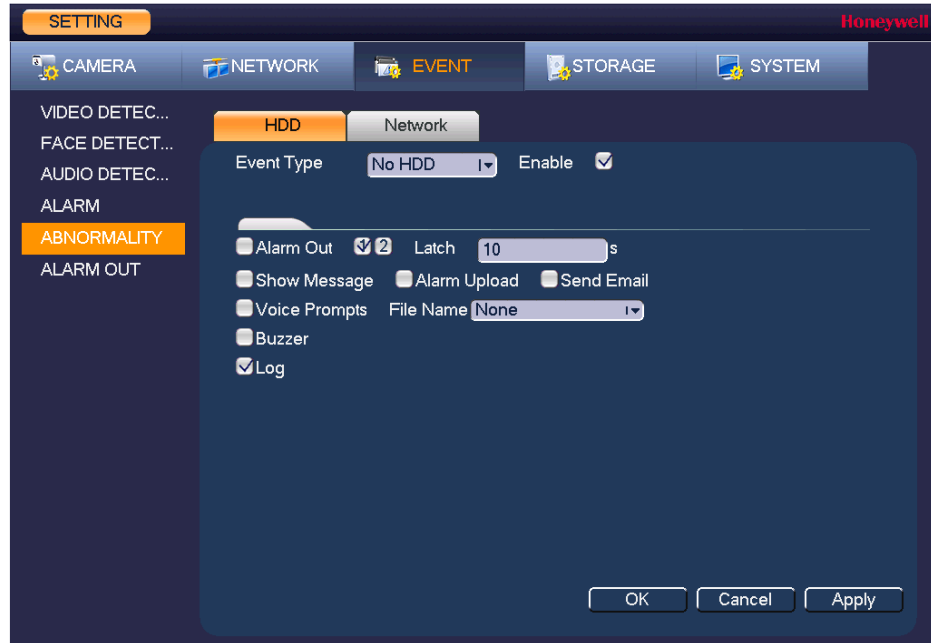 SETTING
Honeywell
CAMERA NETWORK EVENT STORAGE SYSTEM
VIDEO DETEC...
FACE DETECT...
AUDIO DETEC...
ALARM
ABNORMALITY
ALARM OUT
HDD Network
Event Type No HDD Enable
Alarm Out 1 2 Latch 10 s
Show Message Alarm Upload Send Email
Voice Prompts File Name None
Buzzer
Log
OK Cancel Apply